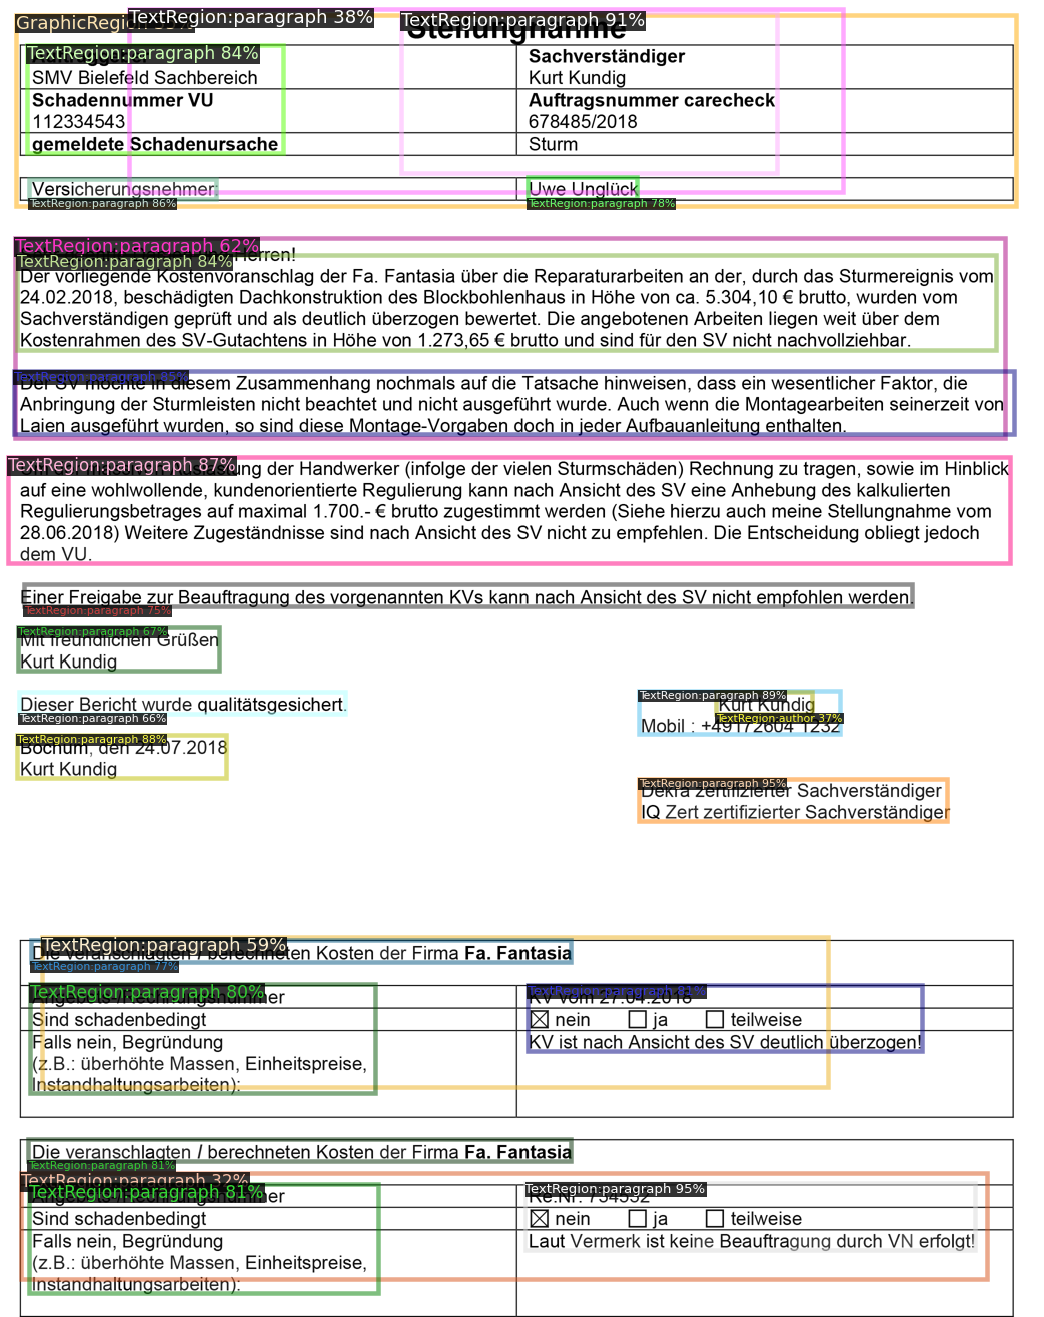 GraphicRegion
TextRegion:paragraph 38%
TextRegion:paragraph 91%
Stellungnahme
TextRegion:paragraph 84%
Sachverständiger
SMV Bielefeld Sachbereich
Kurt Kundig
Schadennummer VU
Auftragsnummer carecheck
112334543
678485/2018
gemeldete Schadenursache
Sturm
Versicherungsnehmer:
Uwe Unglück
TextRegion:paragraph 86%
TextRegion:paragraph 78%
TextRegion:paragraph 62%
Herren!
TextRegion:paragraph 84%
Der vorliegende Kostenvoranschlag der Fa. Fantasia über die Reparaturarbeiten an der, durch das Sturmereignis vom
24.02.2018, beschädigten Dachkonstruktion des Blockbohlenhaus in Höhe von ca. 5.304,10 € brutto, wurden vom
Sachverständigen geprüft und als deutlich überzogen bewertet. Die angebotenen Arbeiten liegen weit über dem
Kostenrahmen des SV-Gutachtens in Höhe von 1.273,65 € brutto und sind für den SV nicht nachvollziehbar.
TextRegion:paragraph 85%
Der SV möchte in diesem Zusammenhang nochmals auf die Tatsache hinweisen, dass ein wesentlicher Faktor, die
Anbringung der Sturmleisten nicht beachtet und nicht ausgeführt wurde. Auch wenn die Montagearbeiten seinerzeit von
Laien ausgeführt wurden, so sind diese Montage-Vorgaben doch in jeder Aufbauanleitung enthalten.
TextRegion:paragraph 87%
Auslastung der Handwerker (infolge der vielen Sturmschäden) Rechnung zu tragen, sowie im Hinblick
auf eine wohlwollende, kundenorientierte Regulierung kann nach Ansicht des SV eine Anhebung des kalkulierten
Regulierungsbetrages auf maximal 1.700.- € brutto zugestimmt werden (Siehe hierzu auch meine Stellungnahme vom
28.06.2018) Weitere Zugeständnisse sind nach Ansicht des SV nicht zu empfehlen. Die Entscheidung obliegt jedoch
dem VU.
Einer Freigabe zur Beauftragung des vorgenannten KVs kann nach Ansicht des SV nicht empfohlen werden.
TextRegion:paragraph 75%
TextRegion:paragraph 67%
Mit freundlichen Grüßen
Kurt Kundig
TextRegion:paragraph 89%
Dieser Bericht wurde qualitätsgesichert.
Kurt Kundig
TextRegion:paragraph 66%
TextRegion:author 37%
Mobil : +49172604 1232
TextRegion:paragraph 88%
Bochum, den 24.07.2018
Kurt Kundig
TextRegion:paragraph 95%
Dekra zertifizierter Sachverständiger
IQ Zert zertifizierter Sachverständiger
TextRegion:paragraph 59%
Die veranschlagten / berechneten Kosten der Firma Fa. Fantasia
TextRegion:paragraph 77%
TextRegion:paragraph 80%
TextRegion:paragraph 81%
KV vom 27.04.2018
Sind schadenbedingt
nein ja teilweise
Falls nein, Begründung
KV ist nach Ansicht des SV deutlich überzogen!
(z.B.: überhöhte Massen, Einheitspreise,
Instandhaltungsarbeiten):
Die veranschlagten / berechneten Kosten der Firma Fa. Fantasia
TextRegion:paragraph 81%
TextRegion:paragraph 32%
TextRegion:paragraph 81%
TextRegion:paragraph 95%
Re.Nr. 734552
Sind schadenbedingt
nein ja teilweise
Falls nein, Begründung
Laut Vermerk ist keine Beauftragung durch VN erfolgt!
(z.B.: überhöhte Massen, Einheitspreise,
Instandhaltungsarbeiten):